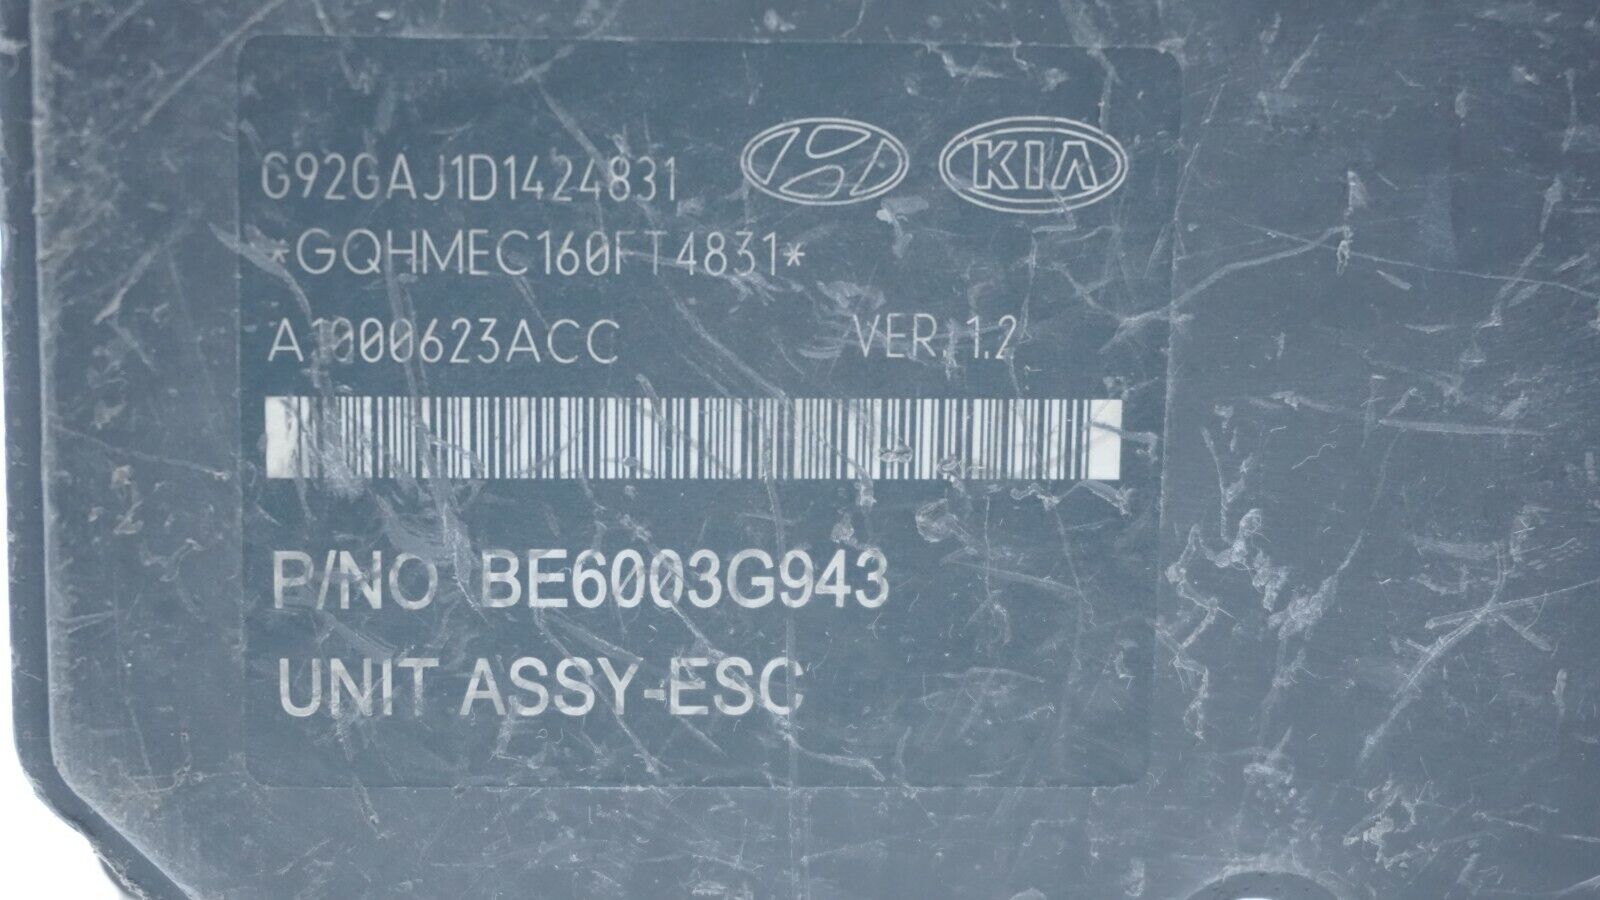 G92GAJ1D1424831 KIA
*GQHMEC160FT4831*
A1000623ACC VER. 1.2
P/NO BE6003G943
UNIT ASSY-ESC